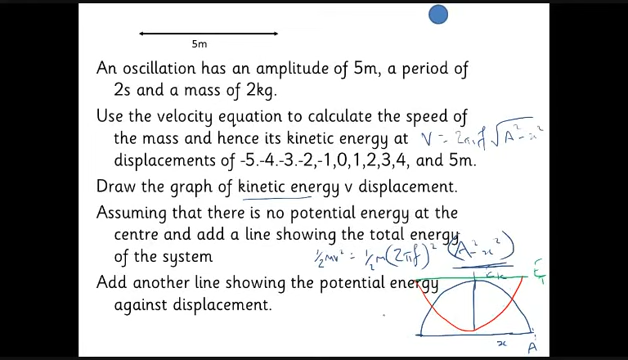 5m
An oscillation has an amplitude of 5m, a period of
2s and a mass of 2kg.
Use the velocity equation to calculate the speed of
the mass and hence its kinetic energy at V = 2πf √A² - x²
displacements of -5.-4.-3.-2,-1,0,1,2,3,4, and 5m.
Draw the graph of kinetic energy v displacement.
Assuming that there is no potential energy at the
centre and add a line showing the total energy
of the system ½mv² = ½m(2πf)² (A² - x²)
Add another line showing the potential energy
against displacement.
E_T
x
A